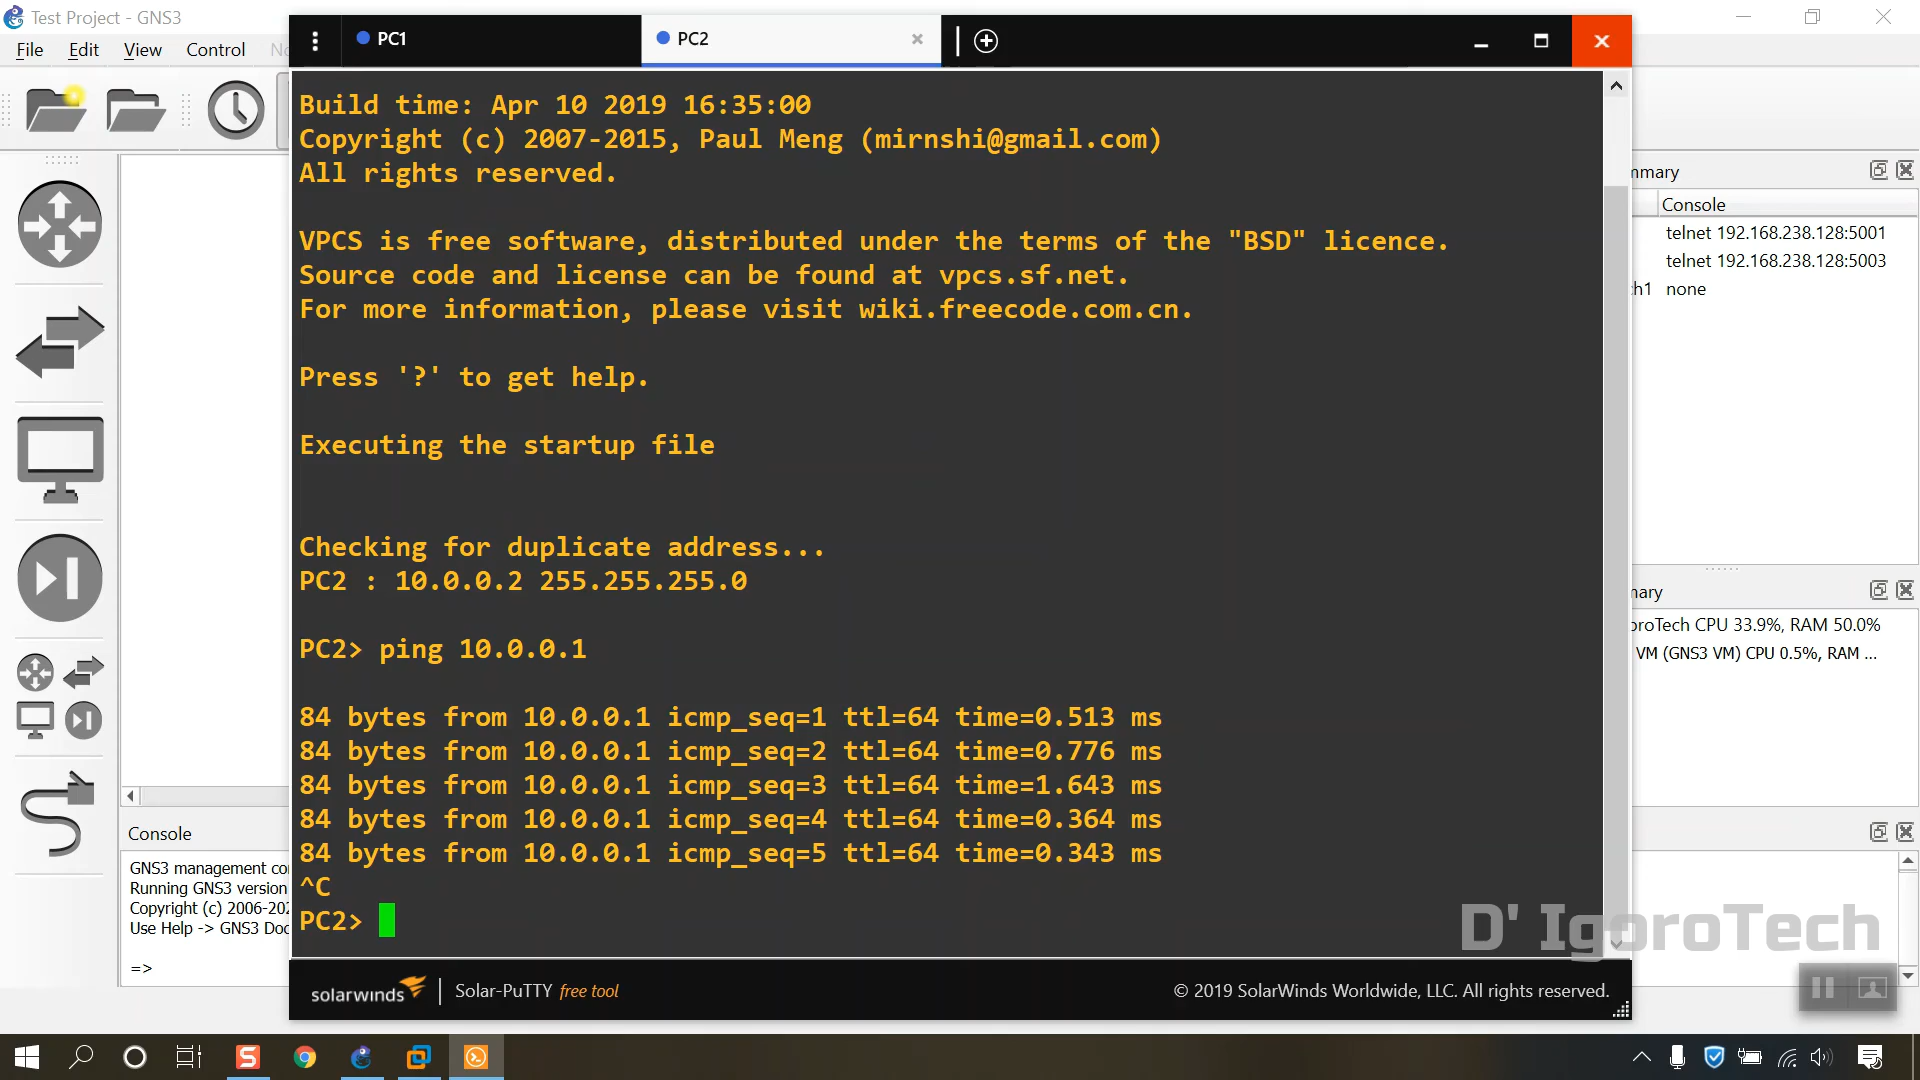 Test Project - GNS3
File Edit View Control No
PC1
PC2
Build time: Apr 10 2019 16:35:00
Copyright (c) 2007-2015, Paul Meng (mirnshi@gmail.com)
All rights reserved.
VPCS is free software, distributed under the terms of the "BSD" licence.
Source code and license can be found at vpcs.sf.net.
For more information, please visit wiki.freecode.com.cn.
Press '?' to get help.
Executing the startup file
Checking for duplicate address...
PC2 : 10.0.0.2 255.255.255.0
PC2> ping 10.0.0.1
84 bytes from 10.0.0.1 icmp_seq=1 ttl=64 time=0.513 ms
84 bytes from 10.0.0.1 icmp_seq=2 ttl=64 time=0.776 ms
84 bytes from 10.0.0.1 icmp_seq=3 ttl=64 time=1.643 ms
84 bytes from 10.0.0.1 icmp_seq=4 ttl=64 time=0.364 ms
84 bytes from 10.0.0.1 icmp_seq=5 ttl=64 time=0.343 ms
^C
PC2>
solarwinds | Solar-PuTTY free tool
© 2019 SolarWinds Worldwide, LLC. All rights reserved.
mmary
Console
telnet 192.168.238.128:5001
telnet 192.168.238.128:5003
ch1 none
mary
oroTech CPU 33.9%, RAM 50.0%
VM (GNS3 VM) CPU 0.5%, RAM ...
Console
GNS3 management con
Running GNS3 version
Copyright (c) 2006-202
Use Help -> GNS3 Doc
=>
D' IgoroTech